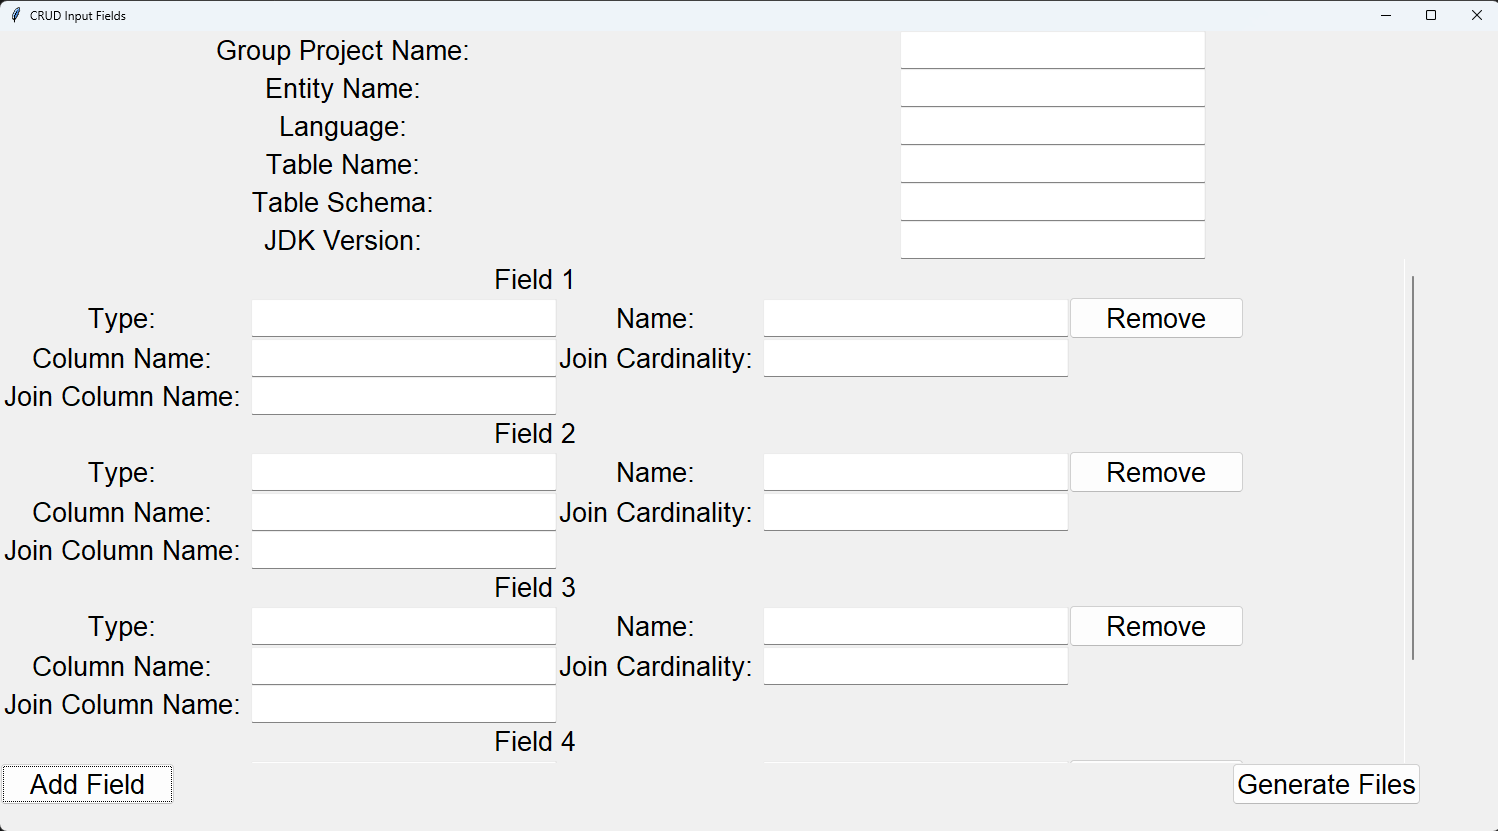 CRUD Input Fields
Group Project Name:
Entity Name:
Language:
Table Name:
Table Schema:
JDK Version:
Field 1
Type: Name: Remove
Column Name: Join Cardinality:
Join Column Name:
Field 2
Type: Name: Remove
Column Name: Join Cardinality:
Join Column Name:
Field 3
Type: Name: Remove
Column Name: Join Cardinality:
Join Column Name:
Field 4
Add Field Generate Files